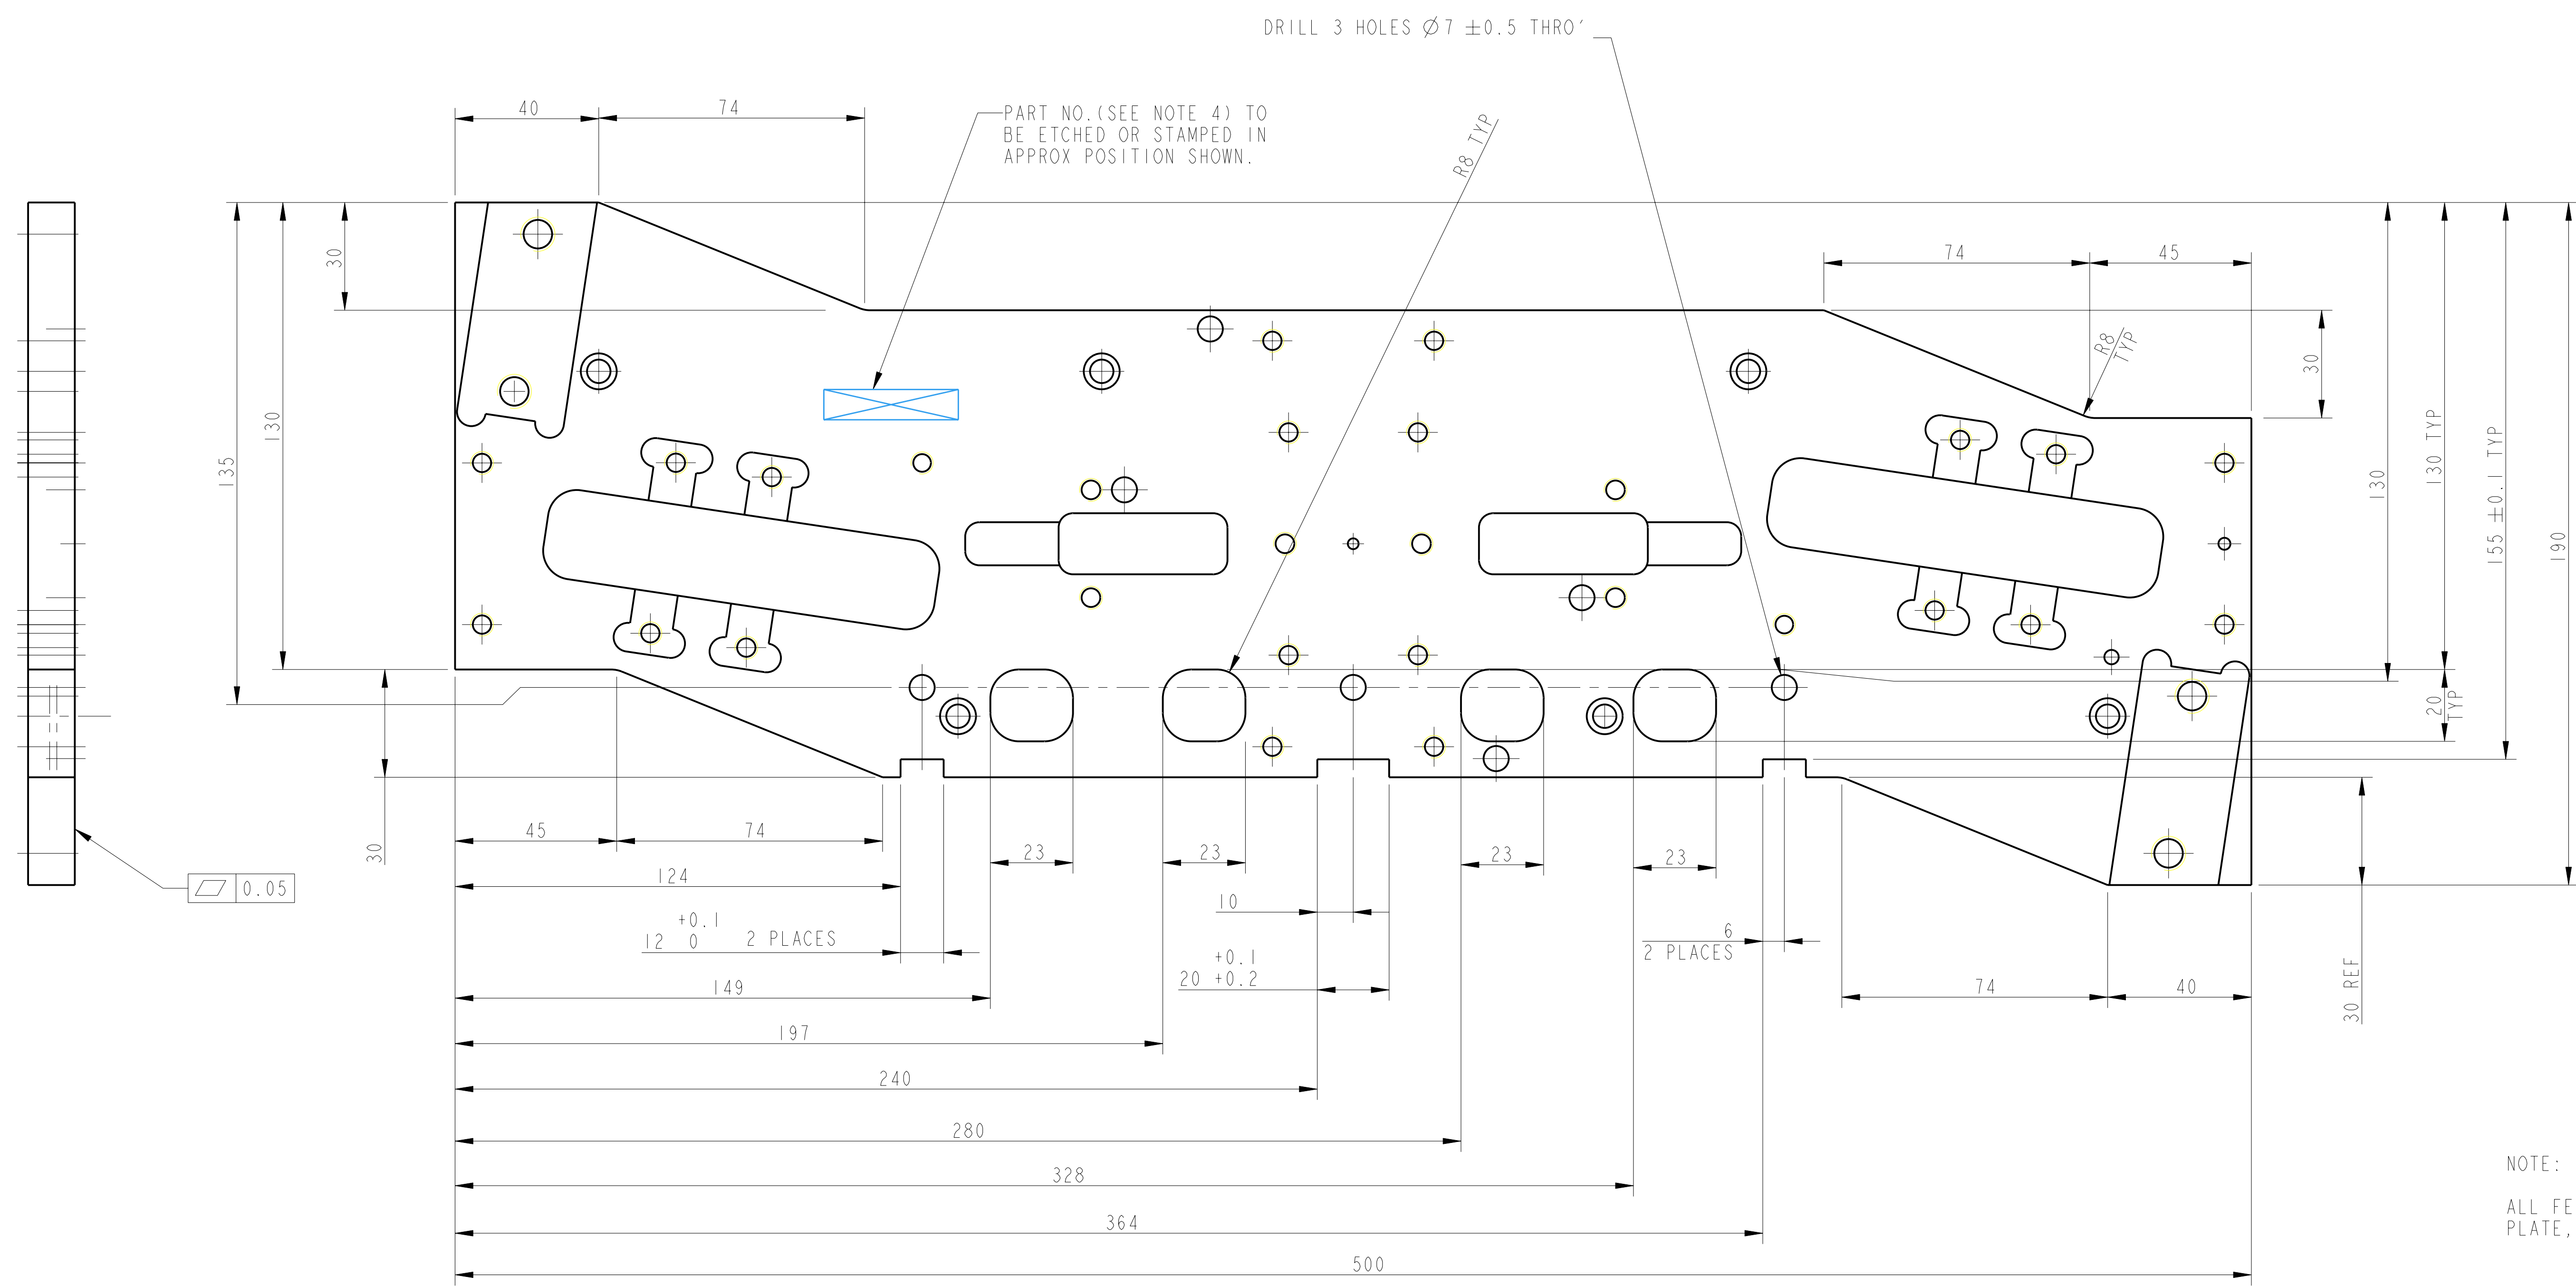 DRILL 3 HOLES ∅7 ±0.5 THRO'
PART NO.(SEE NOTE 4) TO
BE ETCHED OR STAMPED IN
APPROX POSITION SHOWN.
40
74
R8 TYP
30
135
130
74
45
R8
TYP
30
130
130 TYP
155 ±0.1 TYP
190
20
TYP
0.05
30
45
74
23
23
23
23
124
10
+0.1
12 0 2 PLACES
6
2 PLACES
+0.1
20 +0.2
149
74
40
30 REF
197
240
280
328
364
500
NOTE:
ALL FE
PLATE,